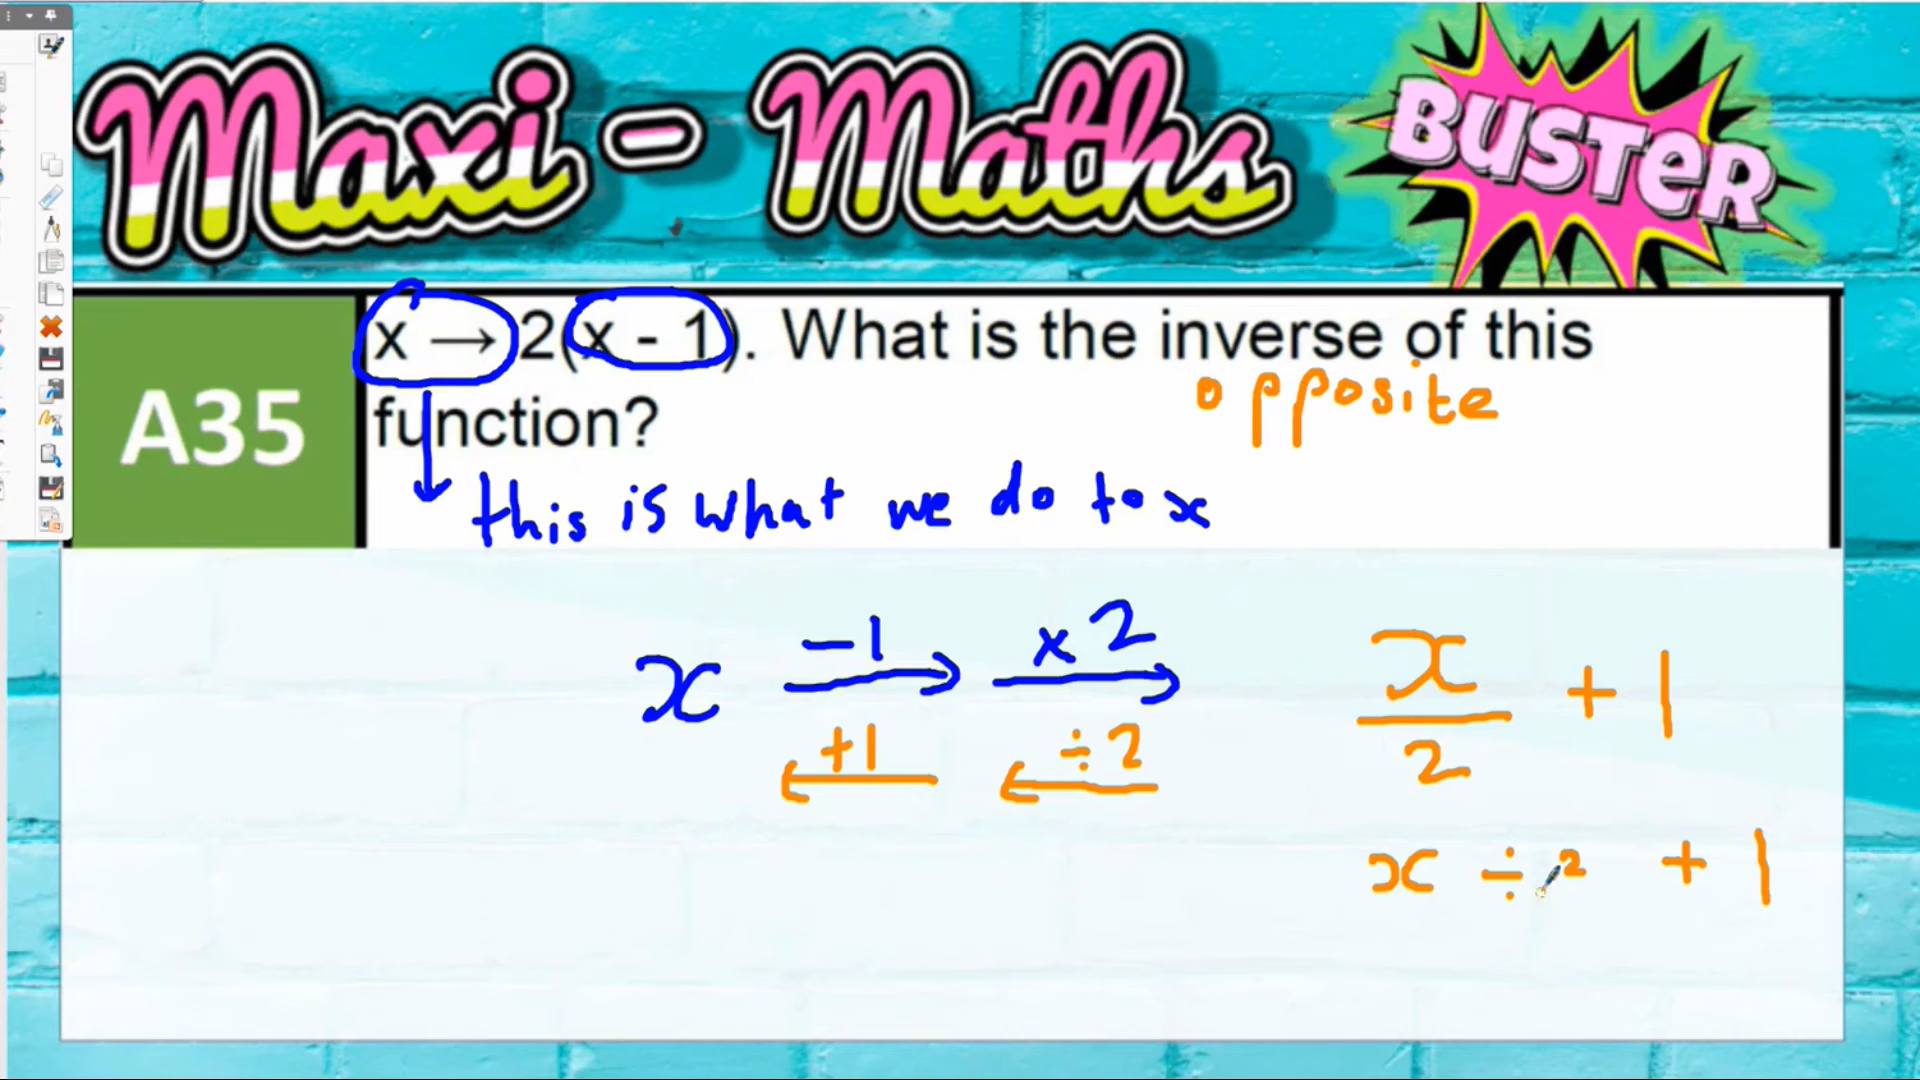 Maxi - Maths BUSTER
A35
x → 2(x - 1). What is the inverse of this
opposite
function?
this is what we do to x
x -1 x 2
+1 ÷2
x/2 + 1
x ÷ 2 + 1